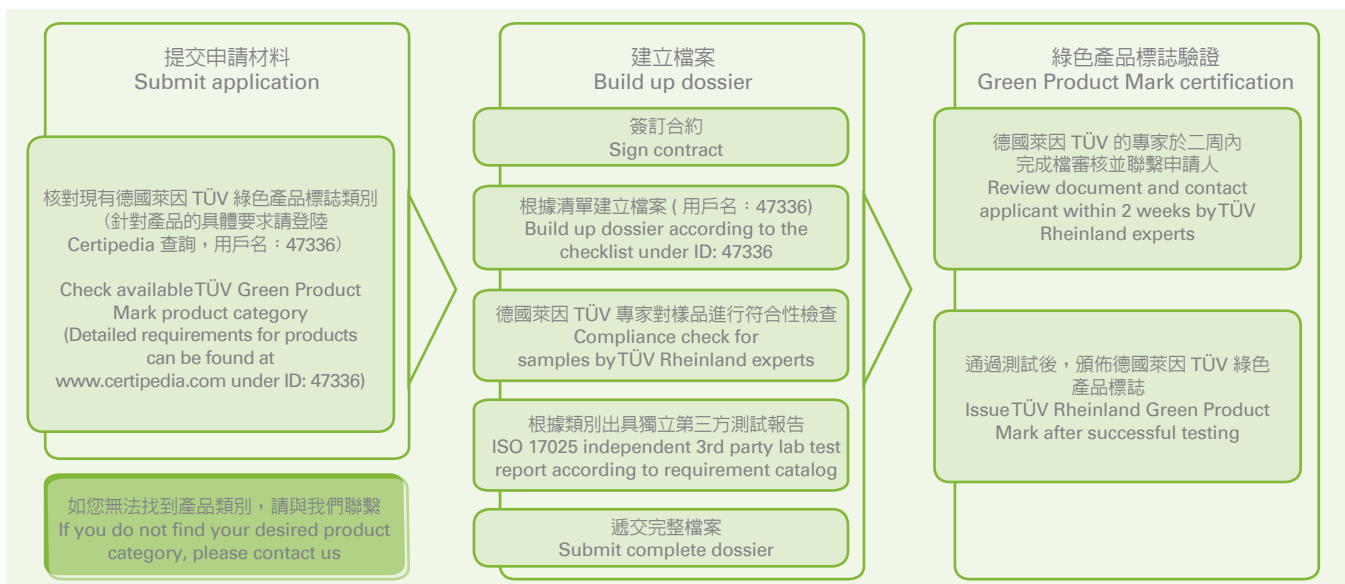 提交申請材料
Submit application
核對現有德國萊因 TÜV 綠色產品標誌類別
（針對產品的具體要求請登陸
Certipedia 查詢，用戶名：47336）
Check available TÜV Green Product
Mark product category
(Detailed requirements for products
can be found at
www.certipedia.com under ID: 47336)
如您無法找到產品類別，請與我們聯繫
If you do not find your desired product
category, please contact us
建立檔案
Build up dossier
簽訂合約
Sign contract
根據清單建立檔案 ( 用戶名：47336)
Build up dossier according to the
checklist under ID: 47336
德國萊因 TÜV 專家對樣品進行符合性檢查
Compliance check for
samples by TÜV Rheinland experts
根據類別出具獨立第三方測試報告
ISO 17025 independent 3rd party lab test
report according to requirement catalog
遞交完整檔案
Submit complete dossier
綠色產品標誌驗證
Green Product Mark certification
德國萊因 TÜV 的專家於二周內
完成檔審核並聯繫申請人
Review document and contact
applicant within 2 weeks by TÜV
Rheinland experts
通過測試後，頒佈德國萊因 TÜV 綠色
產品標誌
Issue TÜV Rheinland Green Product
Mark after successful testing